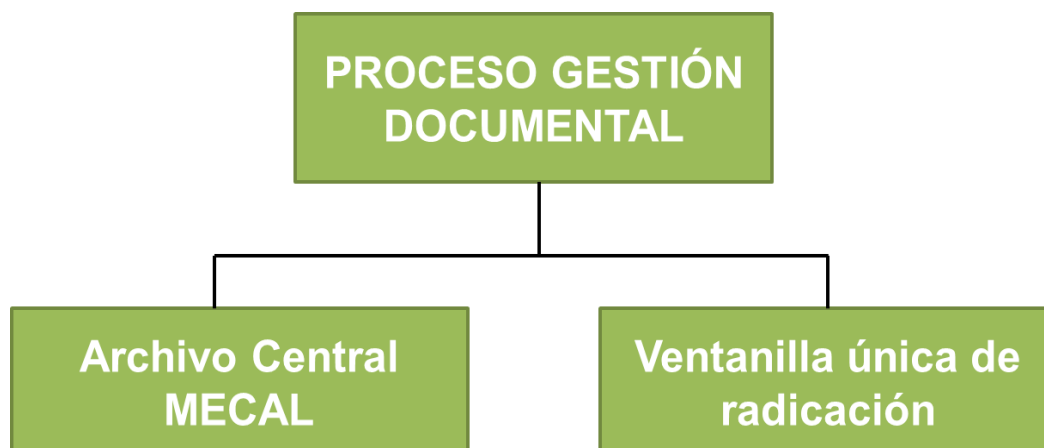 PROCESO GESTIÓN
DOCUMENTAL
Archivo Central
MECAL
Ventanilla única de
radicación